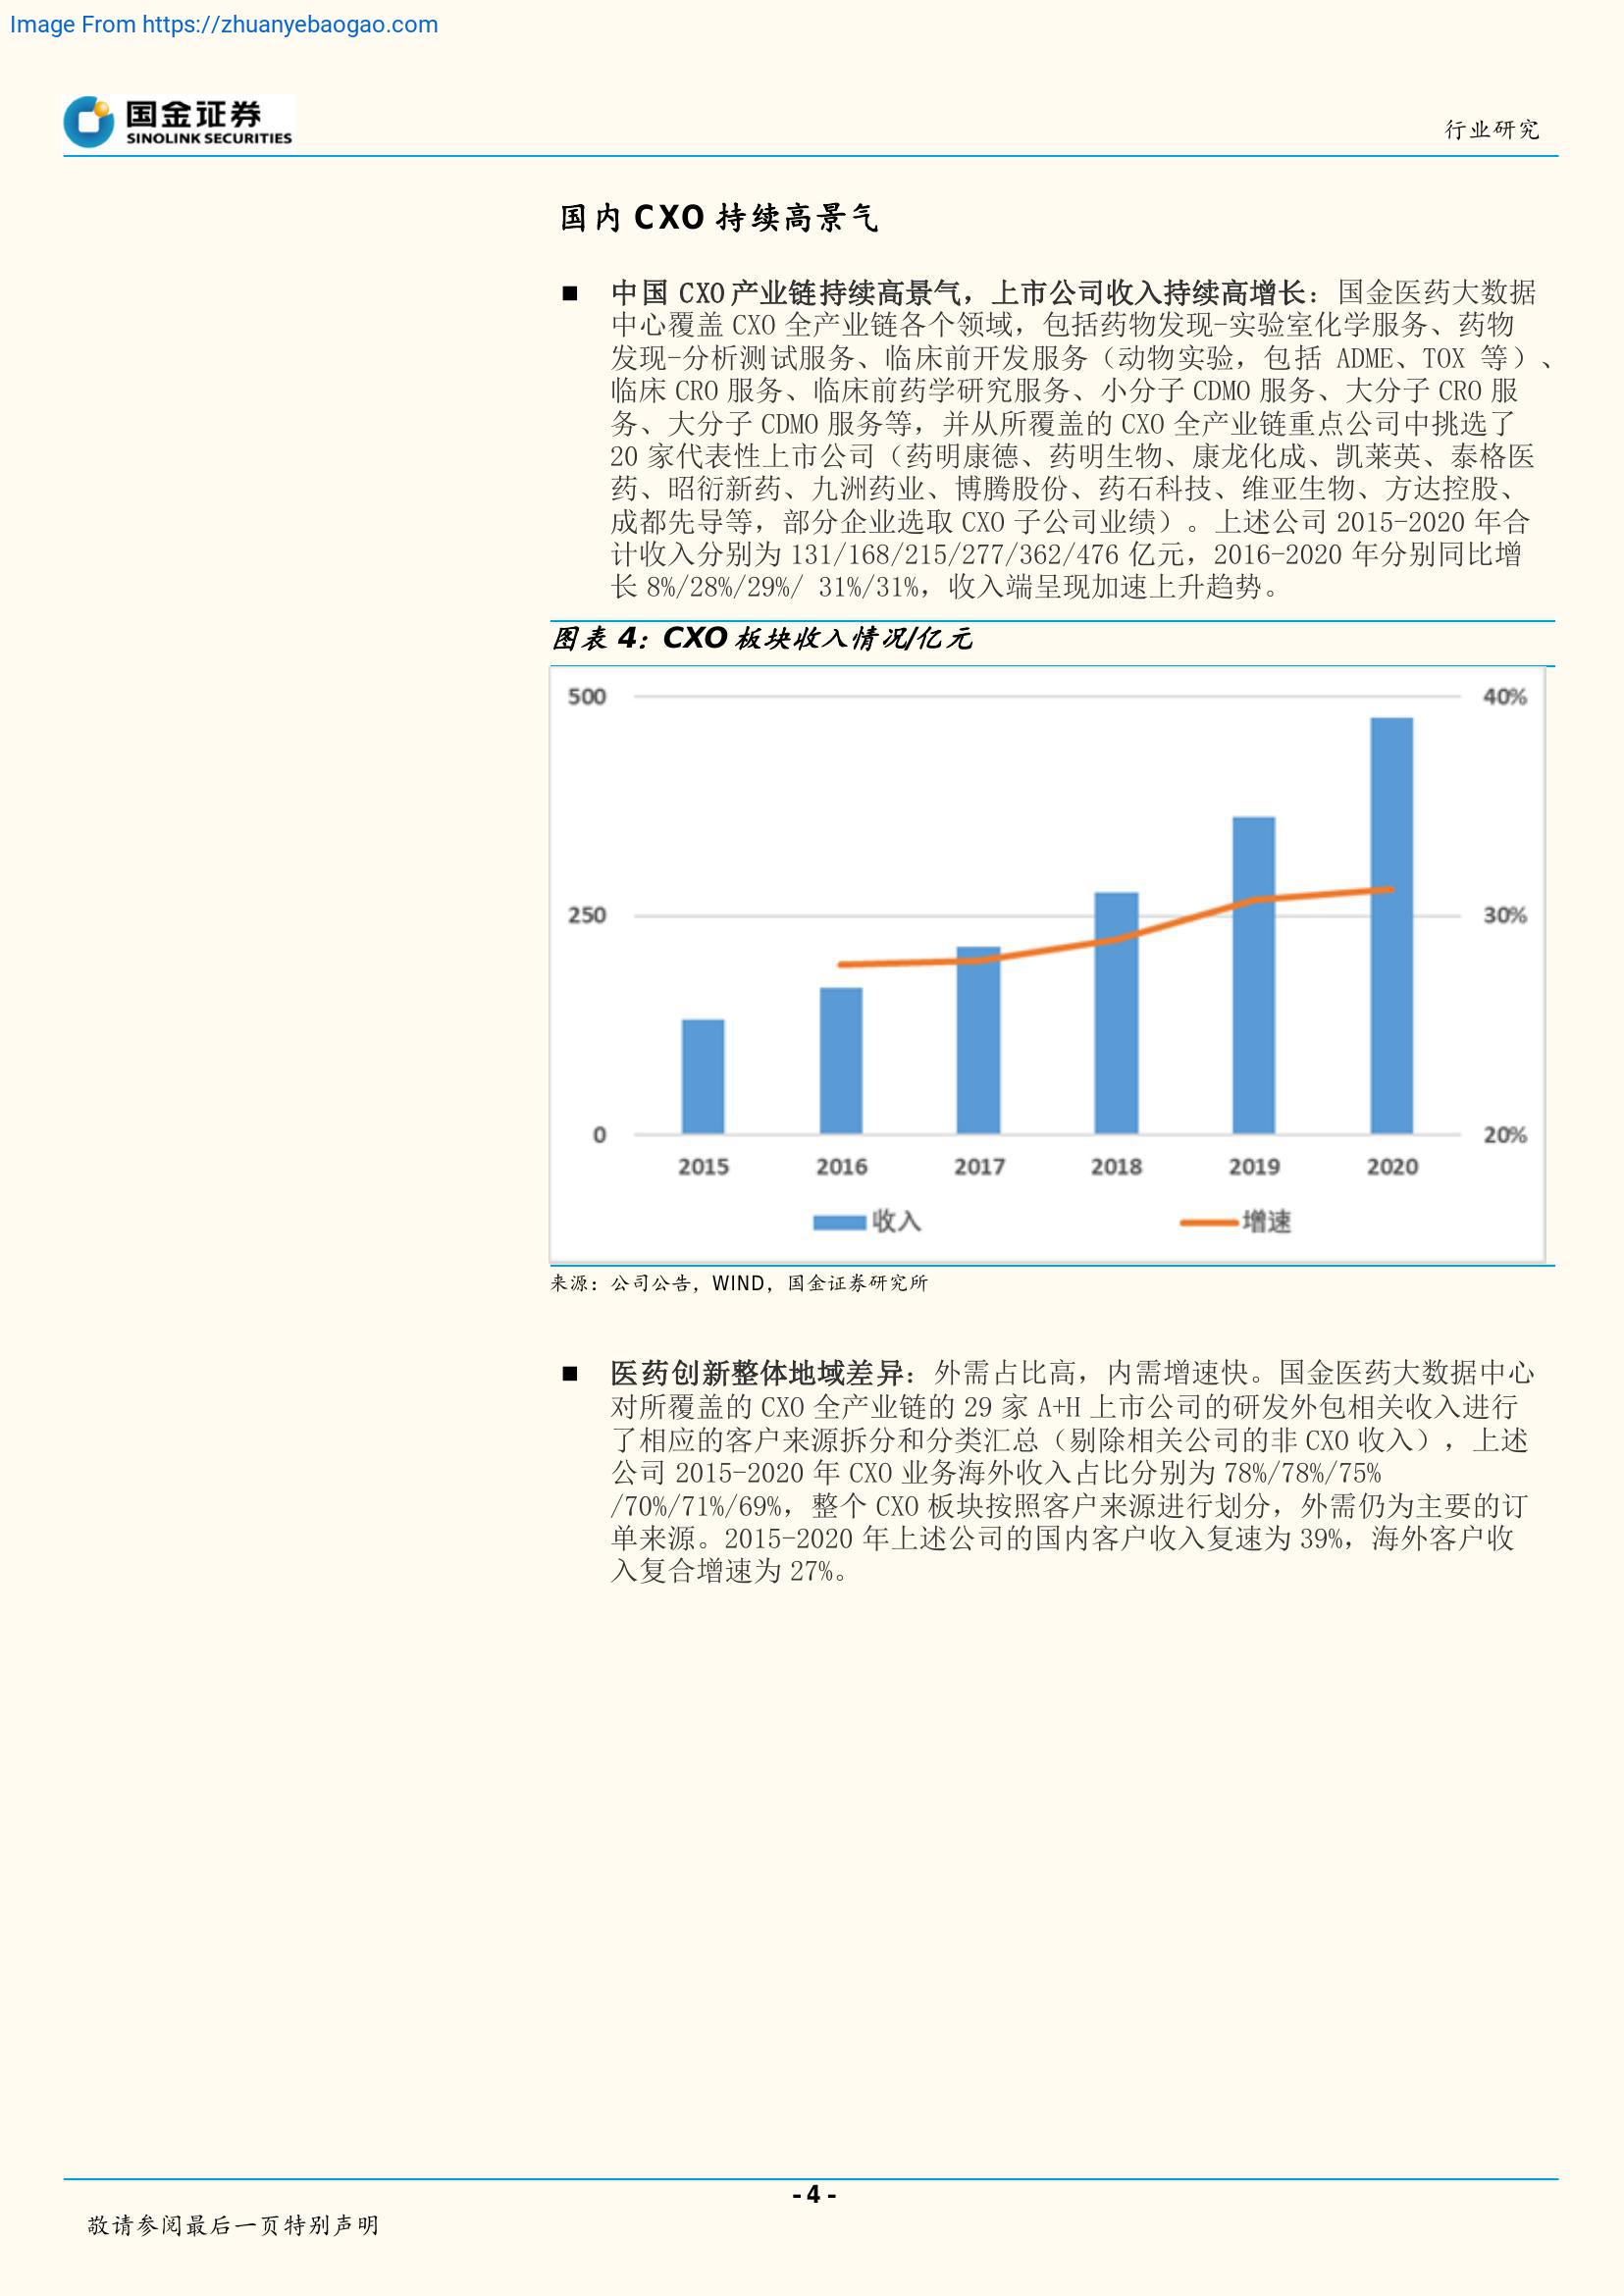 Image From https://zhuanyebaogao.com
国金证券
SINOLINK SECURITIES
行业研究
国内 CXO 持续高景气
■ 中国 CXO 产业链持续高景气，上市公司收入持续高增长：国金医药大数据
中心覆盖 CXO 全产业链各个领域，包括药物发现-实验室化学服务、药物
发现-分析测试服务、临床前开发服务（动物实验，包括 ADME、TOX 等）、
临床 CRO 服务、临床前药学研究服务、小分子 CDMO 服务、大分子 CRO 服
务、大分子 CDMO 服务等，并从所覆盖的 CXO 全产业链重点公司中挑选了
20 家代表性上市公司（药明康德、药明生物、康龙化成、凯莱英、泰格医
药、昭衍新药、九洲药业、博腾股份、药石科技、维亚生物、方达控股、
成都先导等，部分企业选取 CXO 子公司业绩）。上述公司 2015-2020 年合
计收入分别为 131/168/215/277/362/476 亿元，2016-2020 年分别同比增
长 8%/28%/29%/ 31%/31%，收入端呈现加速上升趋势。
图表 4：CXO 板块收入情况/亿元
500
40%
250
30%
0
20%
2015 2016 2017 2018 2019 2020
收入 增速
来源：公司公告，WIND，国金证券研究所
■ 医药创新整体地域差异：外需占比高，内需增速快。国金医药大数据中心
对所覆盖的 CXO 全产业链的 29 家 A+H 上市公司的研发外包相关收入进行
了相应的客户来源拆分和分类汇总（剔除相关公司的非 CXO 收入），上述
公司 2015-2020 年 CXO 业务海外收入占比分别为 78%/78%/75%
/70%/71%/69%，整个 CXO 板块按照客户来源进行划分，外需仍为主要的订
单来源。2015-2020 年上述公司的国内客户收入复速为 39%，海外客户收
入复合增速为 27%。
- 4 -
敬请参阅最后一页特别声明